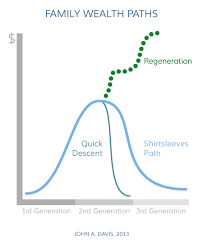 FAMILY WEALTH PATHS
$
Regeneration
Quick
Descent
Shirtsleeves
Path
1st Generation
2nd Generation
3rd Generation
JOHN A. DAVIS, 2013